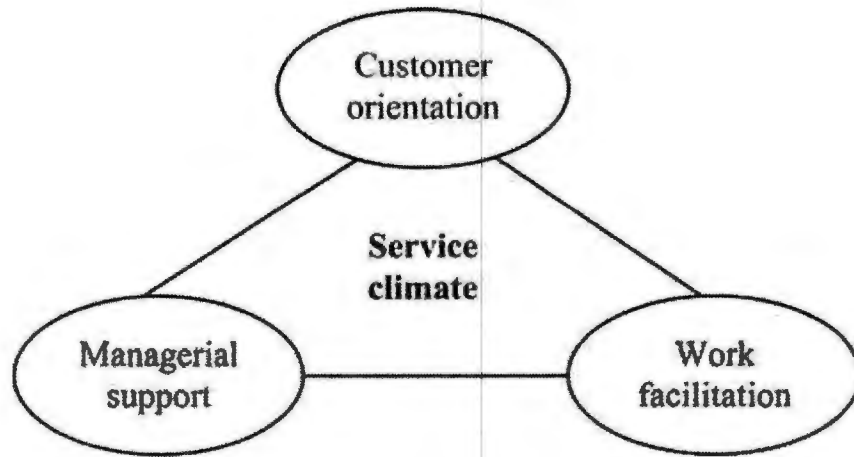 Customer
orientation
Service
climate
Managerial
support
Work
facilitation